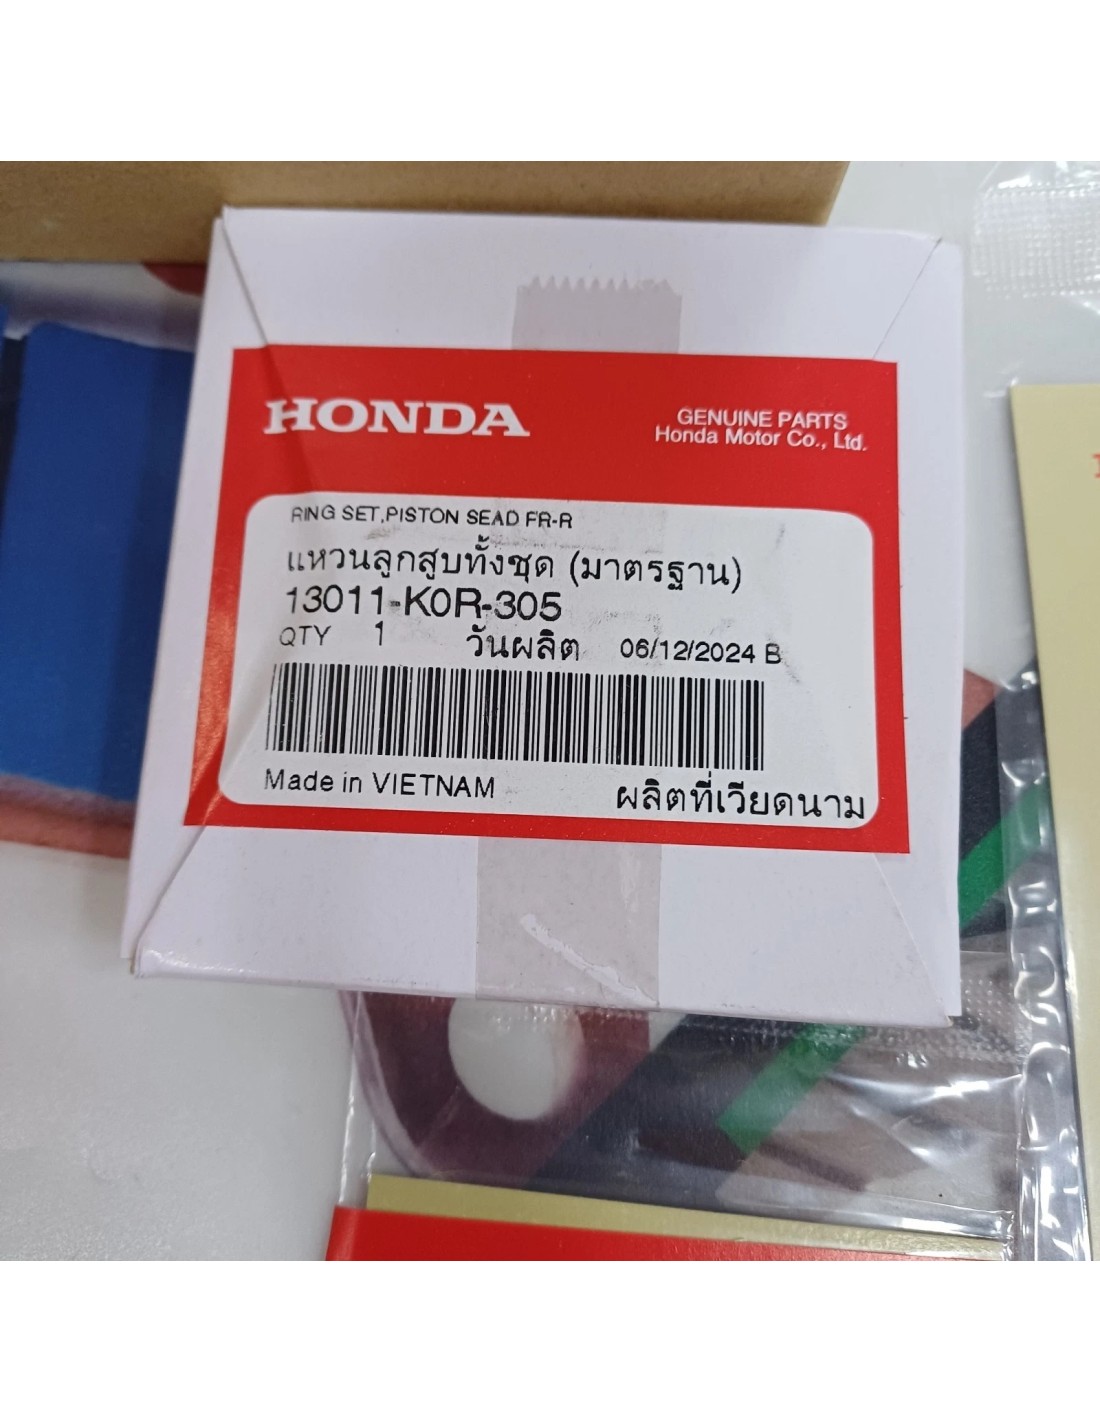 HONDA
GENUINE PARTS
Honda Motor Co., Ltd.
RING SET,PISTON SEAD FR-R
แหวนลูกสูบทั้งชุด (มาตรฐาน)
13011-K0R-305
QTY 1 วันผลิต 06/12/2024 B
Made in VIETNAM ผลิตที่เวียดนาม